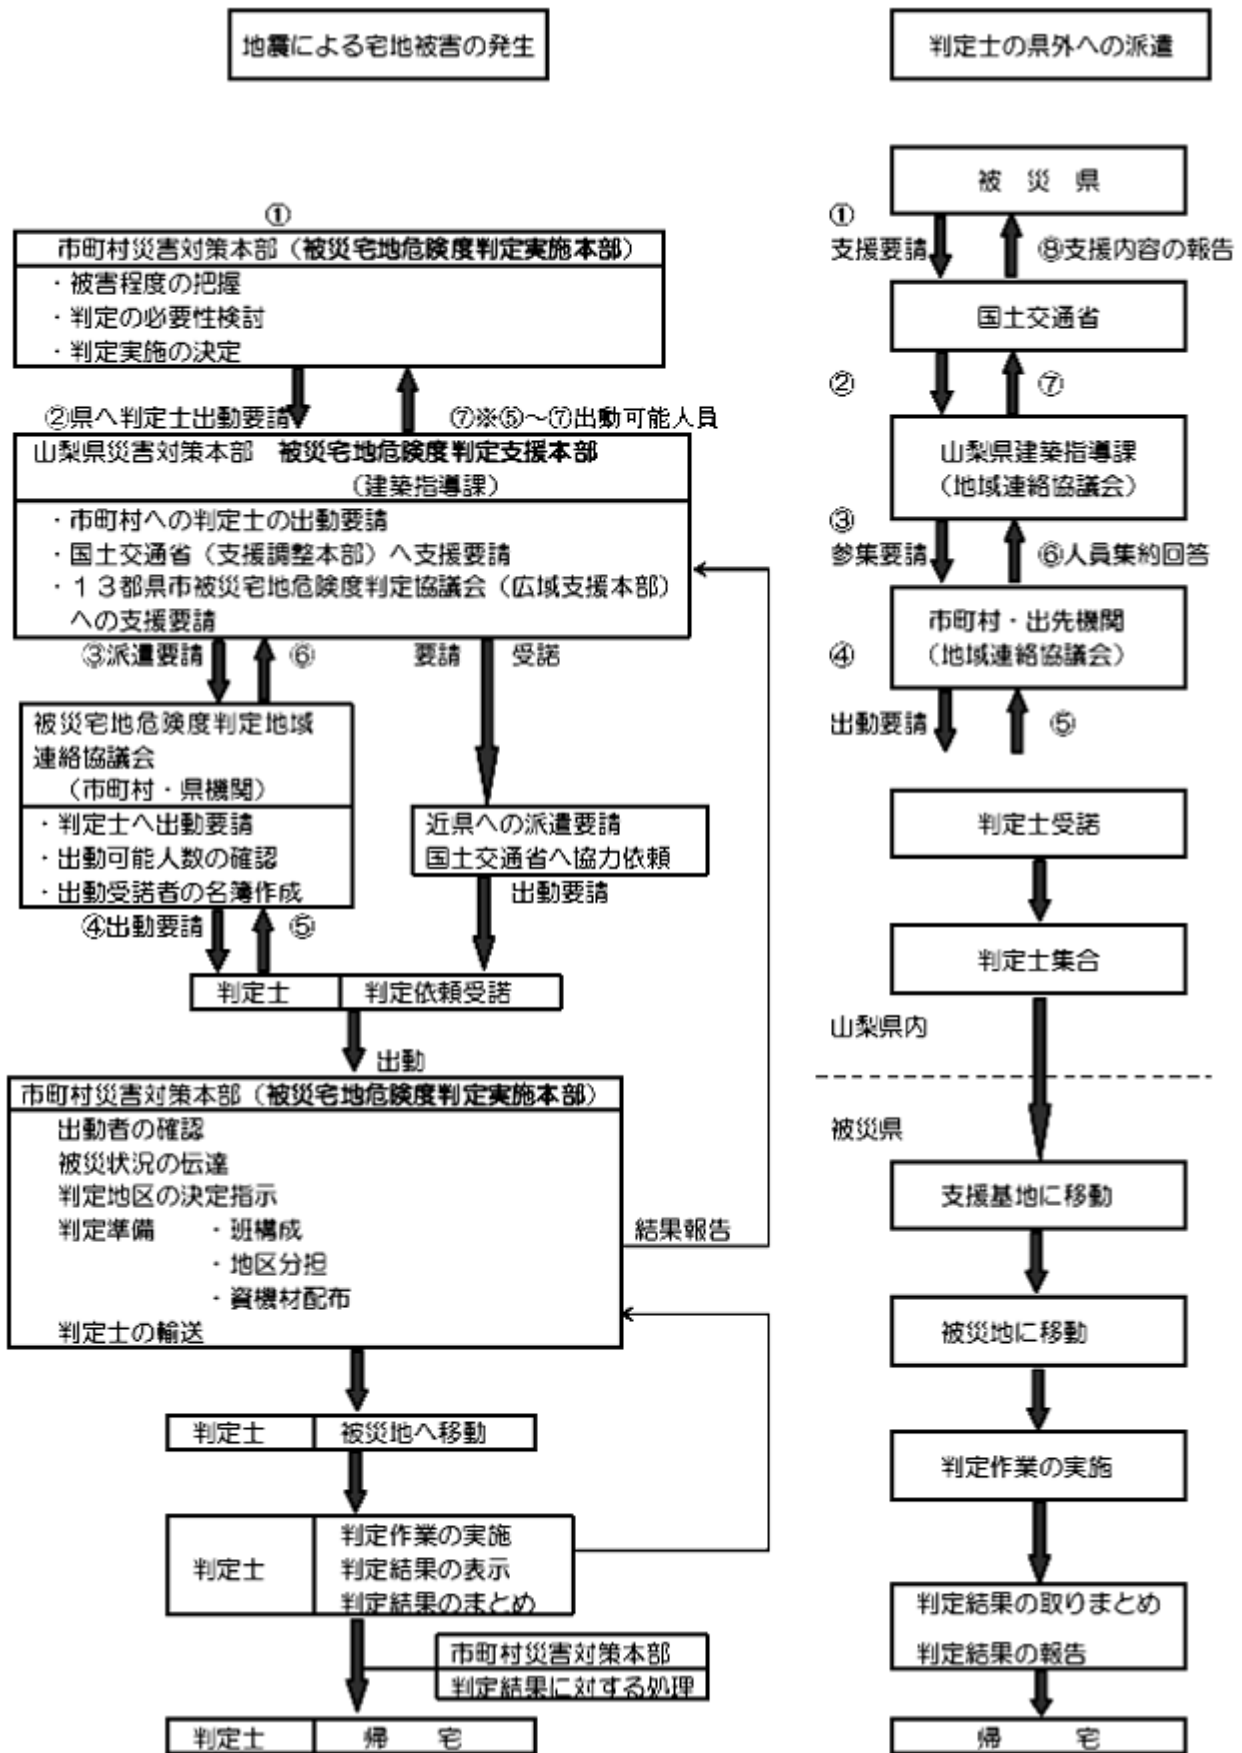 地震による宅地被害の発生
①
市町村災害対策本部（被災宅地危険度判定実施本部）
・被害程度の把握
・判定の必要性検討
・判定実施の決定
②県へ判定士出動要請
⑦※⑤～⑦出動可能人員
山梨県災害対策本部　被災宅地危険度判定支援本部
（建築指導課）
・市町村への判定士の出動要請
・国土交通省（支援調整本部）へ支援要請
・１３都県市被災宅地危険度判定協議会（広域支援本部）
への支援要請
③派遣要請
⑥
要請
受諾
被災宅地危険度判定地域
連絡協議会
（市町村・県機関）
・判定士へ出動要請
・出動可能人数の確認
・出動受諾者の名簿作成
近県への派遣要請
国土交通省へ協力依頼
④出動要請
⑤
出動要請
判定士
判定依頼受諾
出動
市町村災害対策本部（被災宅地危険度判定実施本部）
出動者の確認
被災状況の伝達
判定地区の決定指示
判定準備　・班構成
・地区分担
・資機材配布
判定士の輸送
結果報告
判定士
被災地へ移動
判定士
判定作業の実施
判定結果の表示
判定結果のまとめ
市町村災害対策本部
判定結果に対する処理
判定士
帰　宅
判定士の県外への派遣
被　災　県
①
支援要請
⑧支援内容の報告
国土交通省
②
⑦
山梨県建築指導課
（地域連絡協議会）
③
参集要請
⑥人員集約回答
市町村・出先機関
（地域連絡協議会）
④
出動要請
⑤
判定士受諾
判定士集合
山梨県内
被災県
支援基地に移動
被災地に移動
判定作業の実施
判定結果の取りまとめ
判定結果の報告
帰　宅